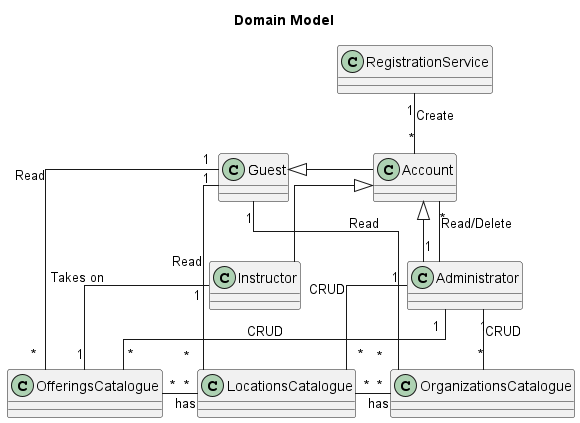 Domain Model
C RegistrationService
1
Create
*
1
C Guest
C Account
Read
1
1
Read
*
Read/Delete
1
Read
Takes on
C Instructor
1
CRUD
1
C Administrator
CRUD
1
1
CRUD
*
1
*
*
*
*
*
C OfferingsCatalogue
*
*
has
C LocationsCatalogue
*
*
has
C OrganizationsCatalogue